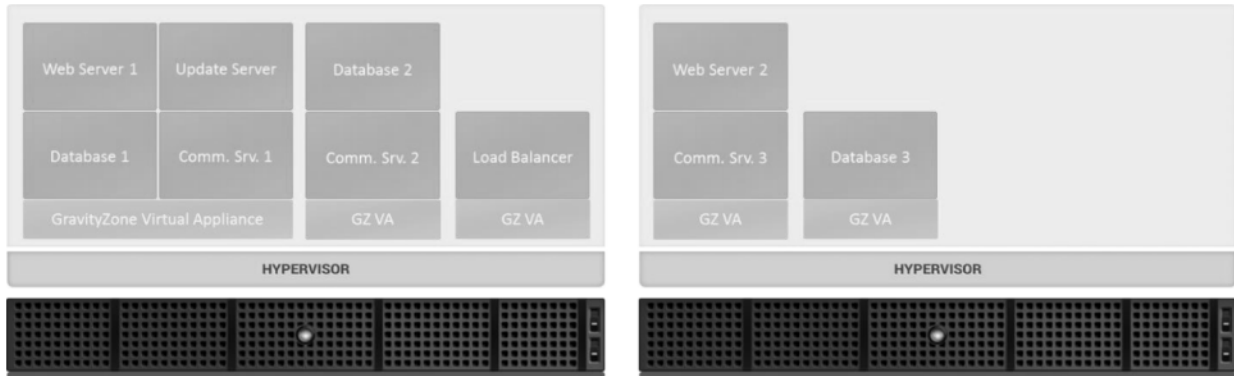 Web Server 1
Update Server
Database 2
Database 1
Comm. Srv. 1
Comm. Srv. 2
Load Balancer
GravityZone Virtual Appliance
GZ VA
GZ VA
HYPERVISOR
Web Server 2
Comm. Srv. 3
Database 3
GZ VA
GZ VA
HYPERVISOR